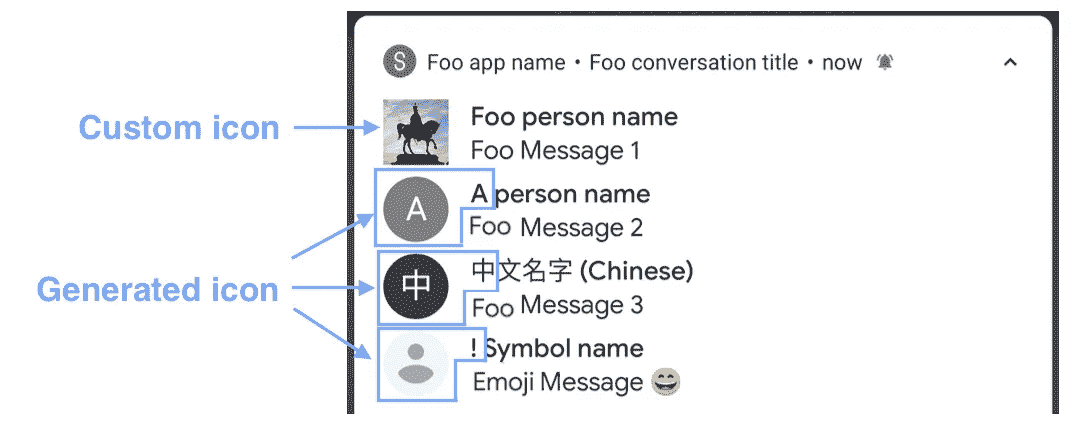 S Foo app name • Foo conversation title • now
Custom icon
Foo person name
Foo Message 1
A
A person name
Foo Message 2
Generated icon
中
中文名字 (Chinese)
Foo Message 3
! Symbol name
Emoji Message 😄